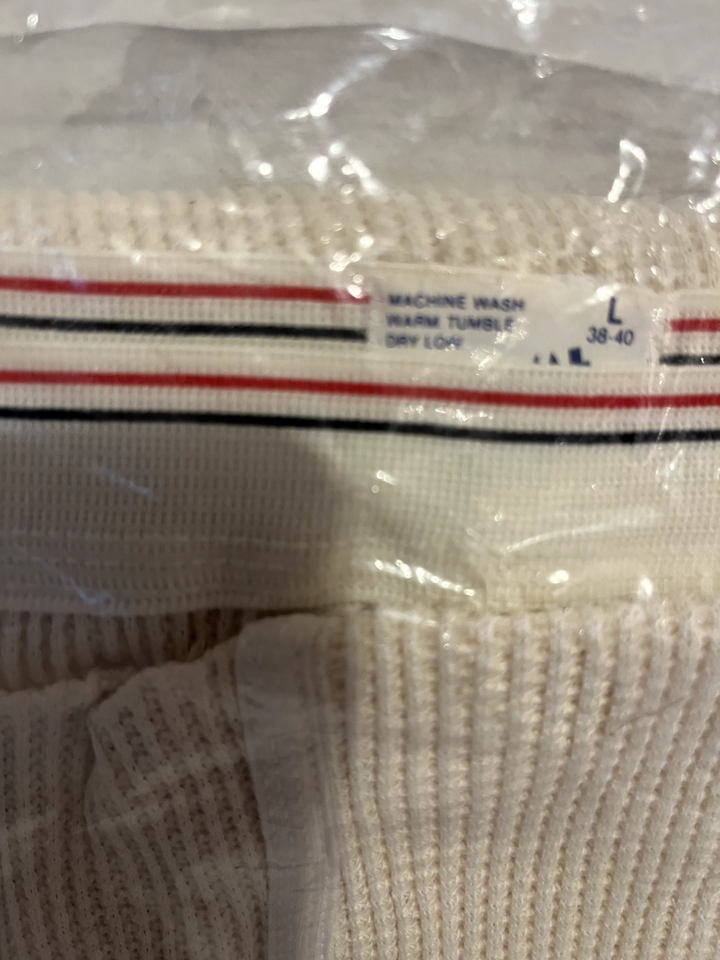 MACHINE WASH
WARM TUMBLE
DRY LOW
L
38-40